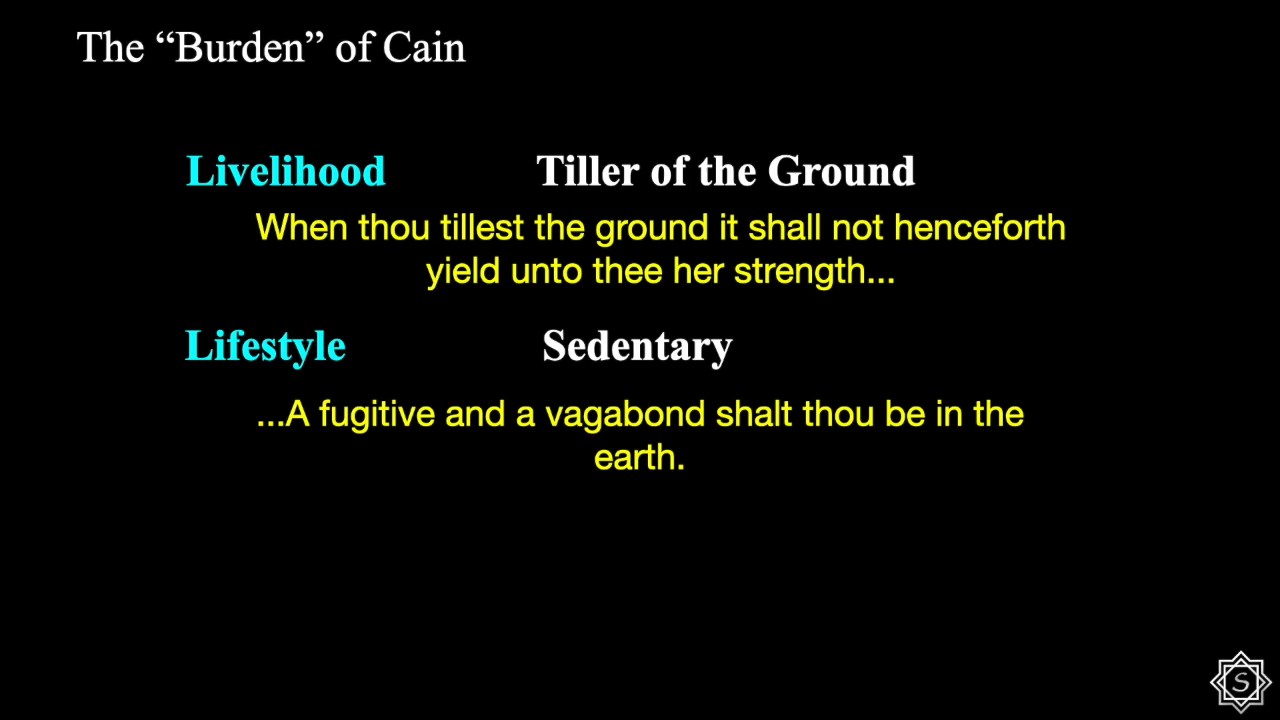 The “Burden” of Cain
Livelihood Tiller of the Ground
When thou tillest the ground it shall not henceforth
yield unto thee her strength...
Lifestyle Sedentary
...A fugitive and a vagabond shalt thou be in the
earth.
S